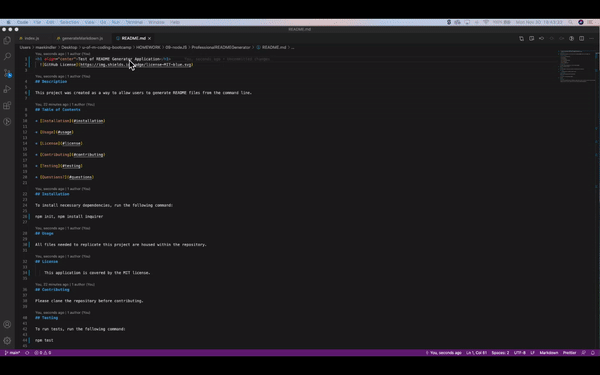 Code File Edit Selection View Go Run Terminal Window Help
README.md
index.js generateMarkdown.js README.md
Users > Desktop > HOMEWORK > 09-nodeJS > ProfessionalREADMEGenerator > README.md > ...
You, seconds ago | 1 author (You)
1 <h1 align="center">Test of README Generator Application</h1>
2 ![GitHub License](https://img.shields.io/badge/license-MIT-blue.svg)
3
You, seconds ago | 1 author (You)
4 ## Description
5
6 This project was created as a way to allow users to generate README files from the command line.
7
You, 22 minutes ago | 1 author (You)
8 ## Table of Contents
9
10 * [Installation](#installation)
11
12 * [Usage](#usage)
13
14 * [License](#license)
15
16 * [Contributing](#contributing)
17
18 * [Testing](#testing)
19
20 * [Questions?](#questions)
21
You, seconds ago | 1 author (You)
22 ## Installation
23
24 To install necessary dependencies, run the following command:
25
26 npm init, npm install inquirer
27
You, seconds ago | 1 author (You)
28 ## Usage
29
30 All files needed to replicate this project are housed within the repository.
31
You, seconds ago | 1 author (You)
32 ## License
33
34 This application is covered by the MIT license.
35
You, 22 minutes ago | 1 author (You)
36 ## Contributing
37
38 Please clone the repository before contributing.
39
You, seconds ago | 1 author (You)
40 ## Testing
41
42 To run tests, run the following command:
43
44 npm test
main* 0 0 You, seconds ago Ln 1, Col 51 Spaces: 2 UTF-8 LF Markdown Prettier